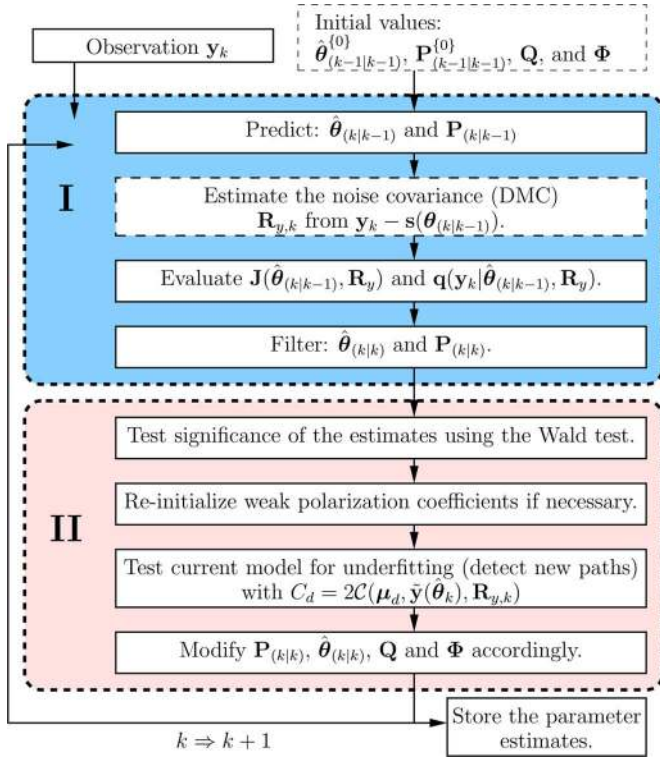 Observation y_k
Initial values:
θ̂^{0}_(k−1|k−1), P^{0}_(k−1|k−1), Q, and Φ
Predict: θ̂_(k|k−1) and P_(k|k−1)
I
Estimate the noise covariance (DMC)
R_y,k from y_k − s(θ_(k|k−1)).
Evaluate J(θ̂_(k|k−1), R_y) and q(y_k|θ̂_(k|k−1), R_y).
Filter: θ̂_(k|k) and P_(k|k).
Test significance of the estimates using the Wald test.
Re-initialize weak polarization coefficients if necessary.
II
Test current model for underfitting (detect new paths)
with C_d = 2C(μ_d, ỹ(θ̂_k), R_y,k)
Modify P_(k|k), θ̂_(k|k), Q and Φ accordingly.
k ⇒ k + 1
Store the parameter
estimates.